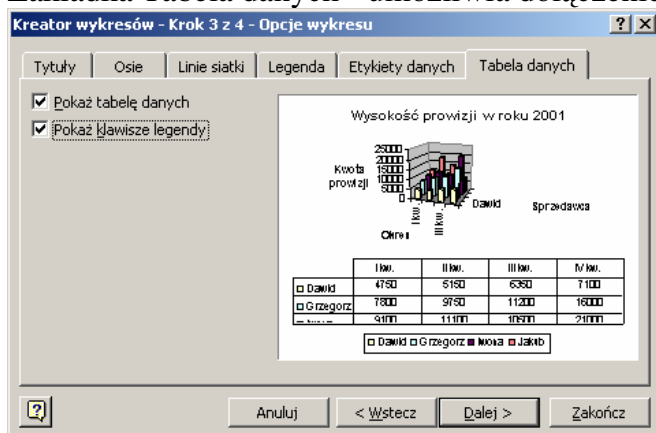 Zakładka Tabela danych - umożliwia dołączenie
Kreator wykresów - Krok 3 z 4 - Opcje wykresu
Tytuły Osie Linie siatki Legenda Etykiety danych Tabela danych
Pokaż tabelę danych
Pokaż klawisze legendy
Wysokość prowizji w roku 2001
25000
20000
15000
10000
5000
0
Kwota
prowizji
I kw.
III kw.
Dawid
Sprzedawca
Okres
I kw. II kw. III kw. IV kw.
Dawid 4750 5150 6350 7100
Grzegorz 7800 9750 11200 16000
9100 11100 10500 21000
Dawid Grzegorz Iwona Jakub
Anuluj < Wstecz Dalej > Zakończ